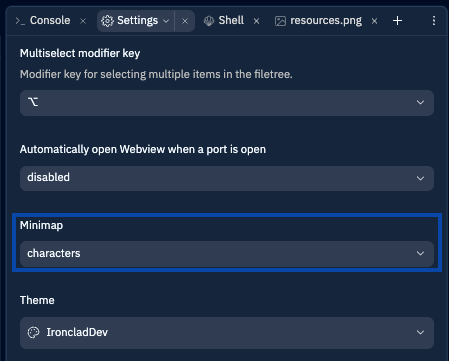 Console Settings Shell resources.png
Multiselect modifier key
Modifier key for selecting multiple items in the filetree.
⌥
Automatically open Webview when a port is open
disabled
Minimap
characters
Theme
IroncladDev